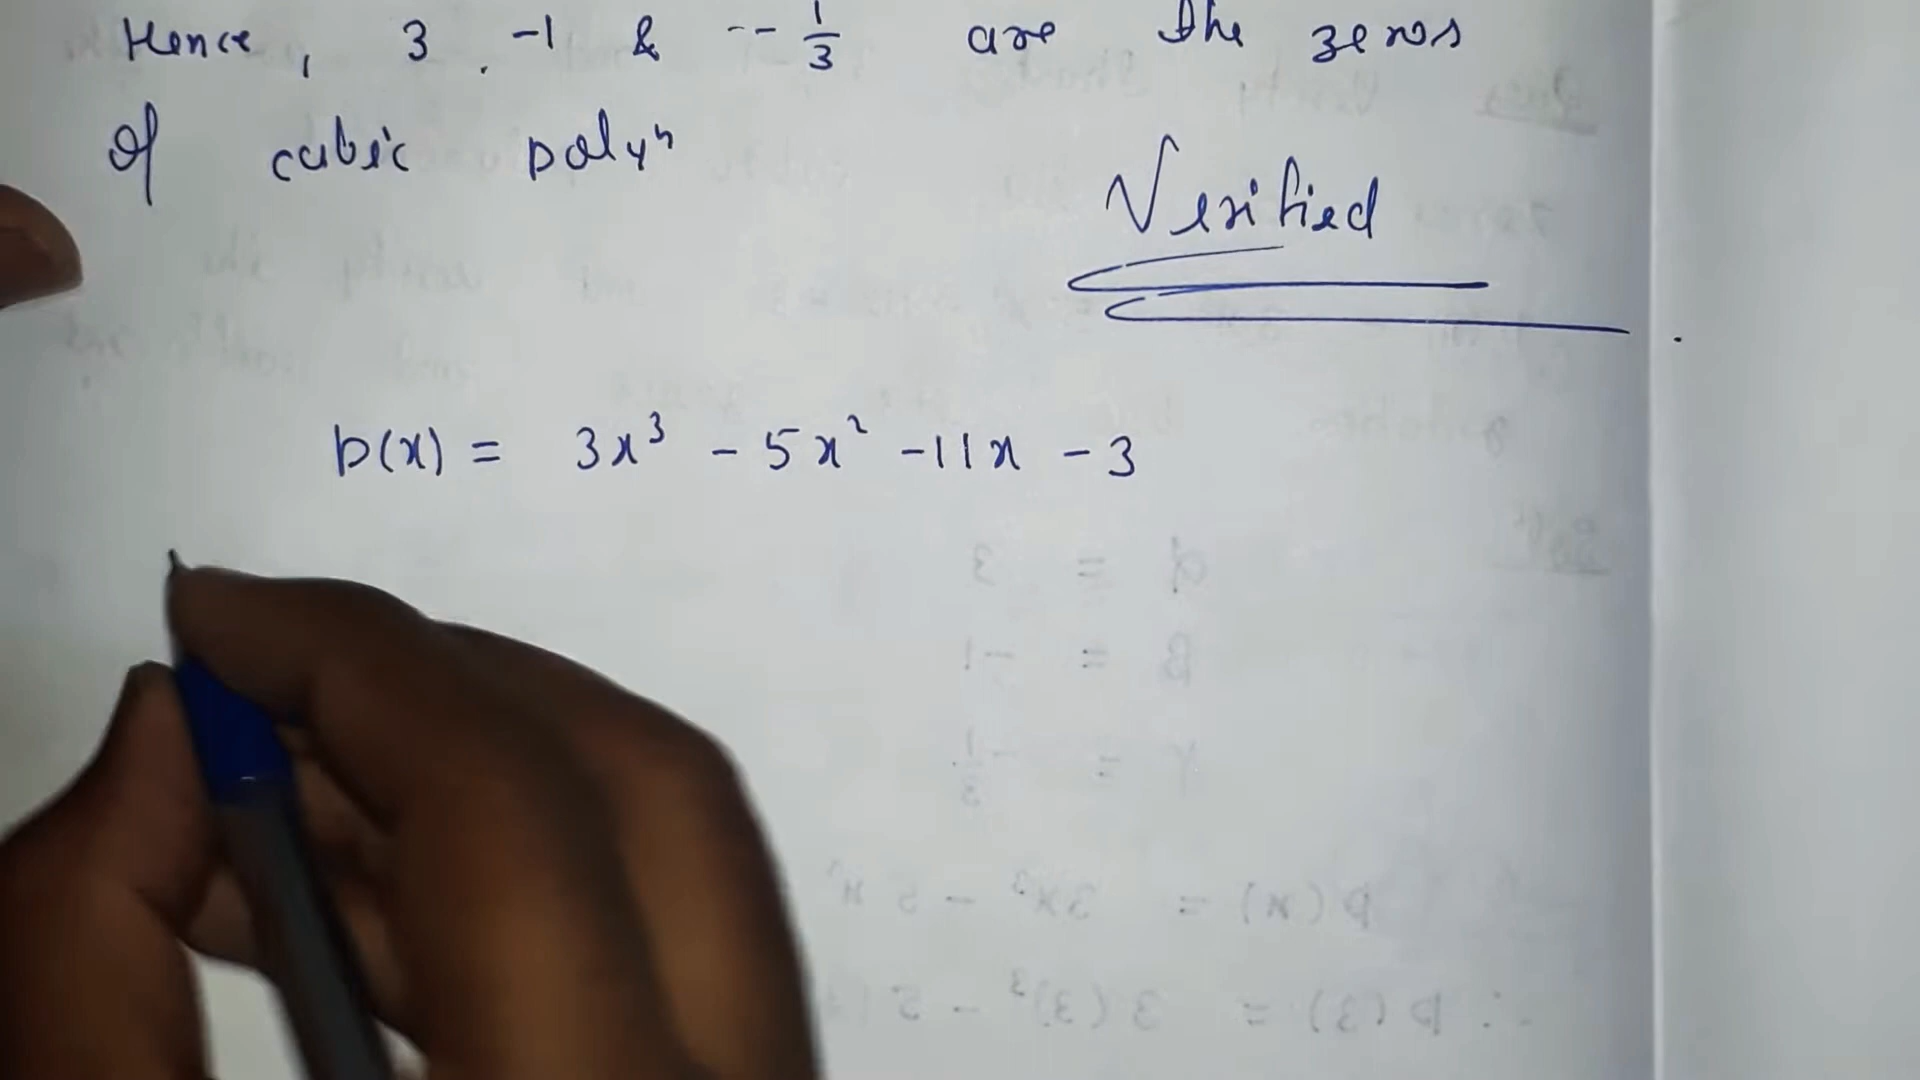 Hence, 3, -1 & -- 1/3 are the zeros
of cubic polyn
Verified
p(x) = 3x³ - 5x² - 11x - 3